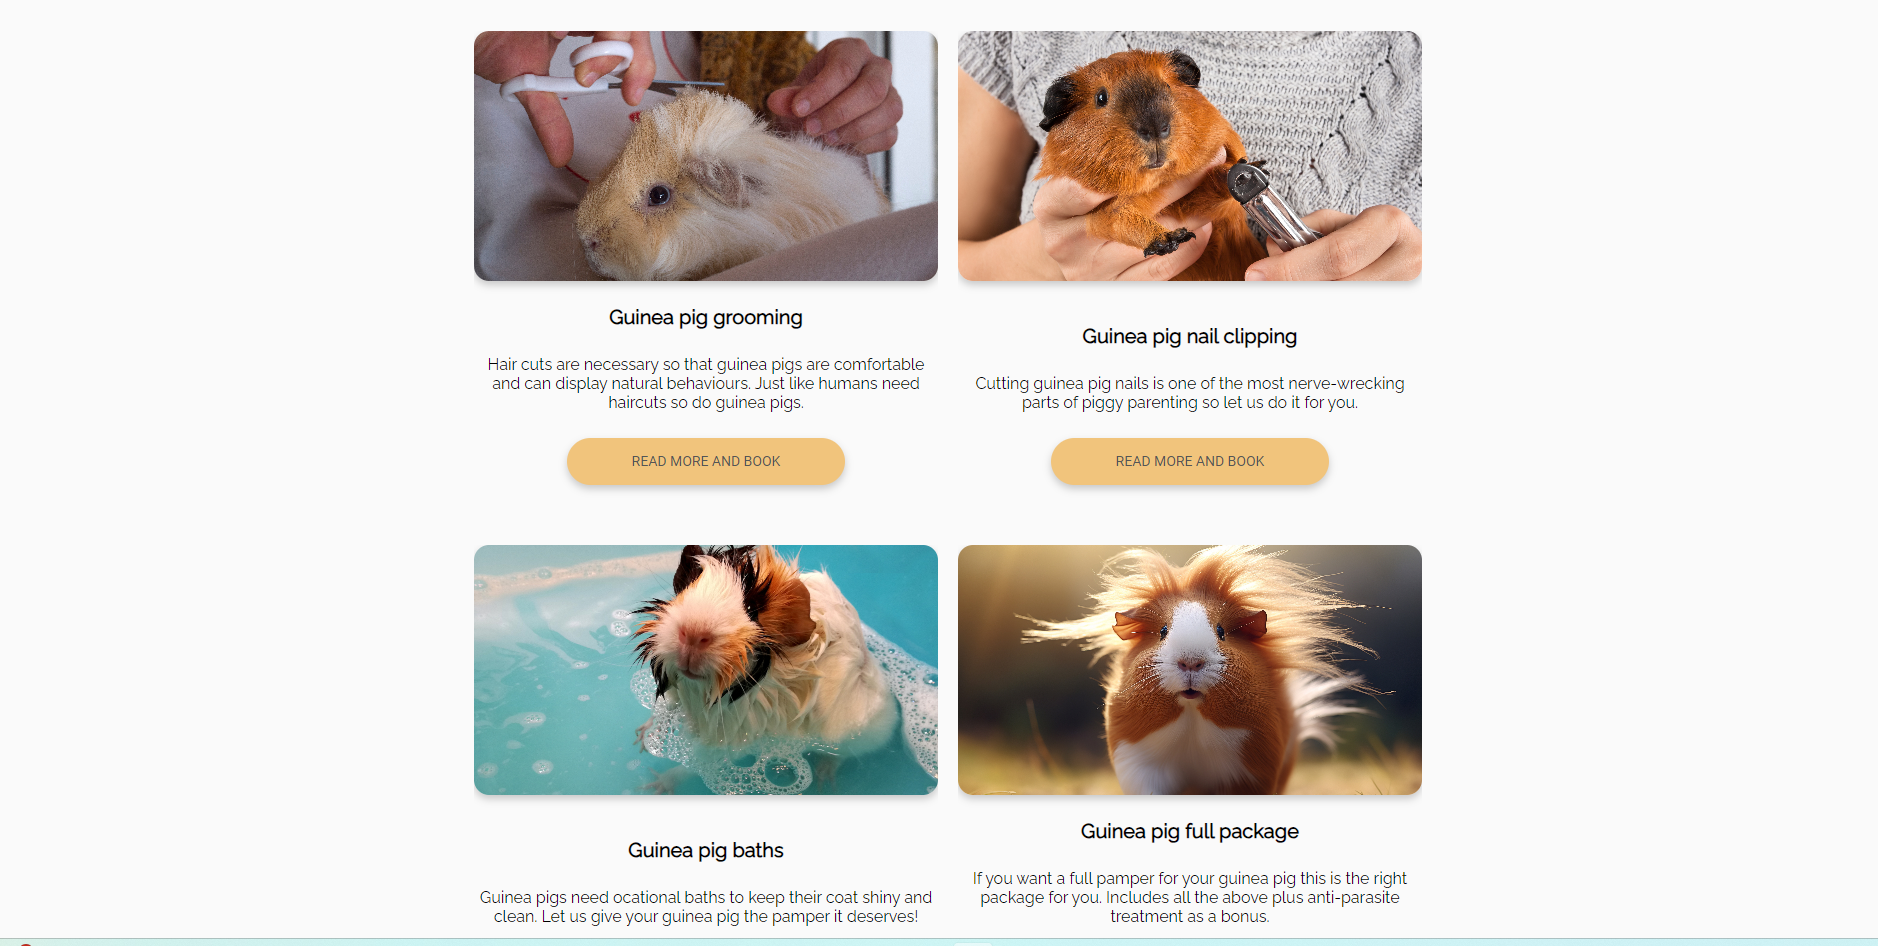 Guinea pig grooming
Hair cuts are necessary so that guinea pigs are comfortable
and can display natural behaviours. Just like humans need
haircuts so do guinea pigs.
READ MORE AND BOOK
Guinea pig nail clipping
Cutting guinea pig nails is one of the most nerve-wrecking
parts of piggy parenting so let us do it for you.
READ MORE AND BOOK
Guinea pig baths
Guinea pigs need ocational baths to keep their coat shiny and
clean. Let us give your guinea pig the pamper it deserves!
Guinea pig full package
If you want a full pamper for your guinea pig this is the right
package for you. Includes all the above plus anti-parasite
treatment as a bonus.